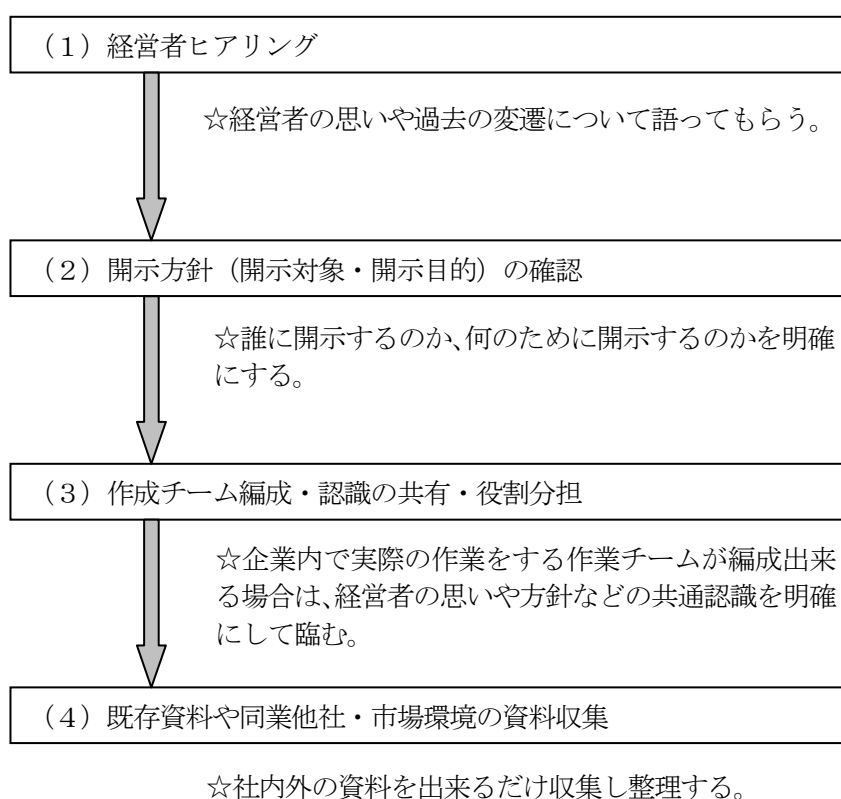 （１）経営者ヒアリング
☆経営者の思いや過去の変遷について語ってもらう。
（２）開示方針（開示対象・開示目的）の確認
☆誰に開示するのか、何のために開示するのかを明確
にする。
（３）作成チーム編成・認識の共有・役割分担
☆企業内で実際の作業をする作業チームが編成出来
る場合は、経営者の思いや方針などの共通認識を明確
にして臨む。
（４）既存資料や同業他社・市場環境の資料収集
☆社内外の資料を出来るだけ収集し整理する。